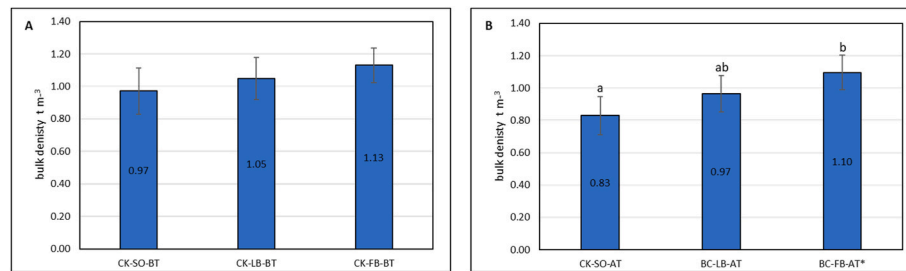 A
bulk denisty t m-3
1.40
1.20
1.00
0.80
0.60
0.40
0.20
0.00
0.97
1.05
1.13
CK-SO-BT
CK-LB-BT
CK-FB-BT
B
bulk denisty t m-3
1.40
1.20
1.00
0.80
0.60
0.40
0.20
0.00
a
ab
b
0.83
0.97
1.10
CK-SO-AT
BC-LB-AT
BC-FB-AT*